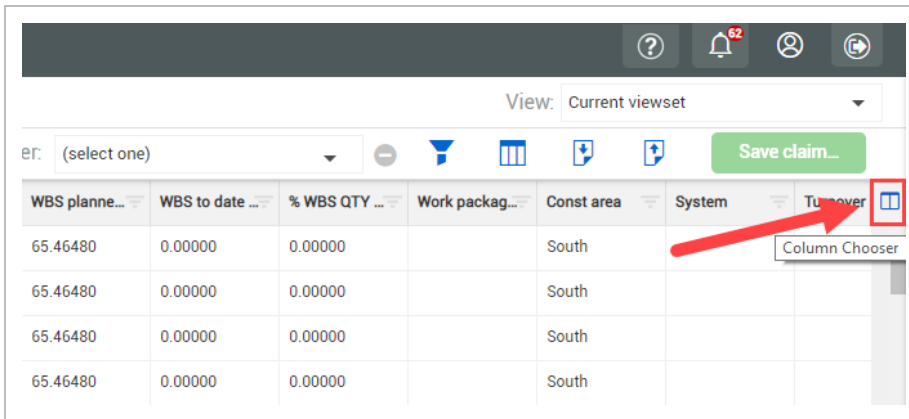 62
View: Current viewset
er: (select one) Save claim...
WBS planne... WBS to date ... % WBS QTY ... Work packag... Const area System Turnover
Column Chooser
65.46480 0.00000 0.00000 South
65.46480 0.00000 0.00000 South
65.46480 0.00000 0.00000 South
65.46480 0.00000 0.00000 South